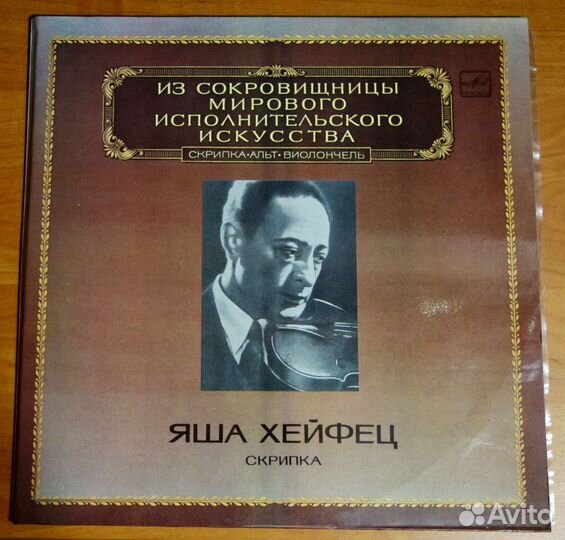 ИЗ СОКРОВИЩНИЦЫ
МИРОВОГО
ИСПОЛНИТЕЛЬСКОГО
ИСКУССТВА
СКРИПКА•АЛЬТ•ВИОЛОНЧЕЛЬ
ЯША ХЕЙФЕЦ
СКРИПКА
Avito